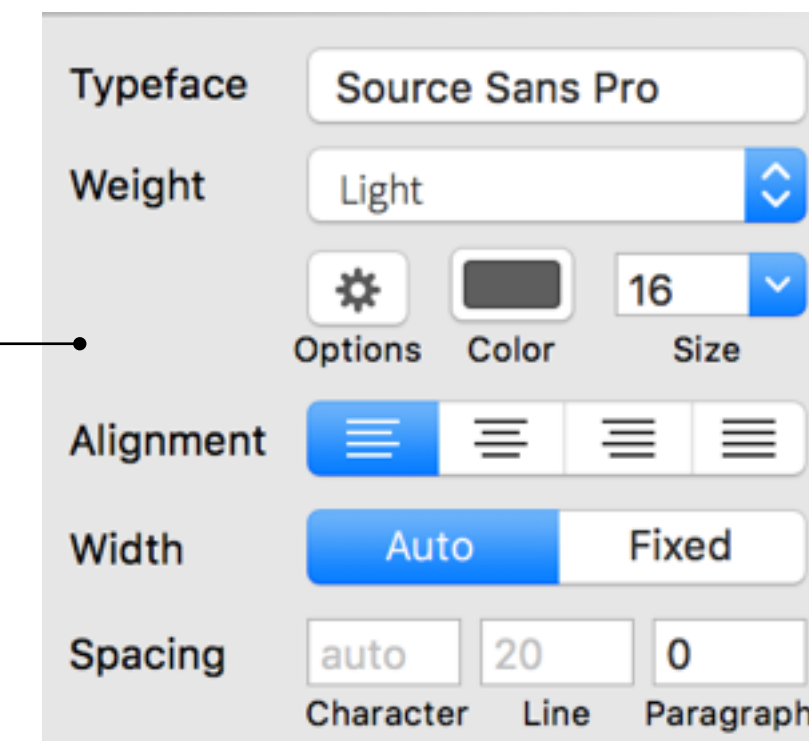 Typeface Source Sans Pro
Weight Light
16
Options Color Size
Alignment
Width Auto Fixed
Spacing auto 20 0
Character Line Paragraph